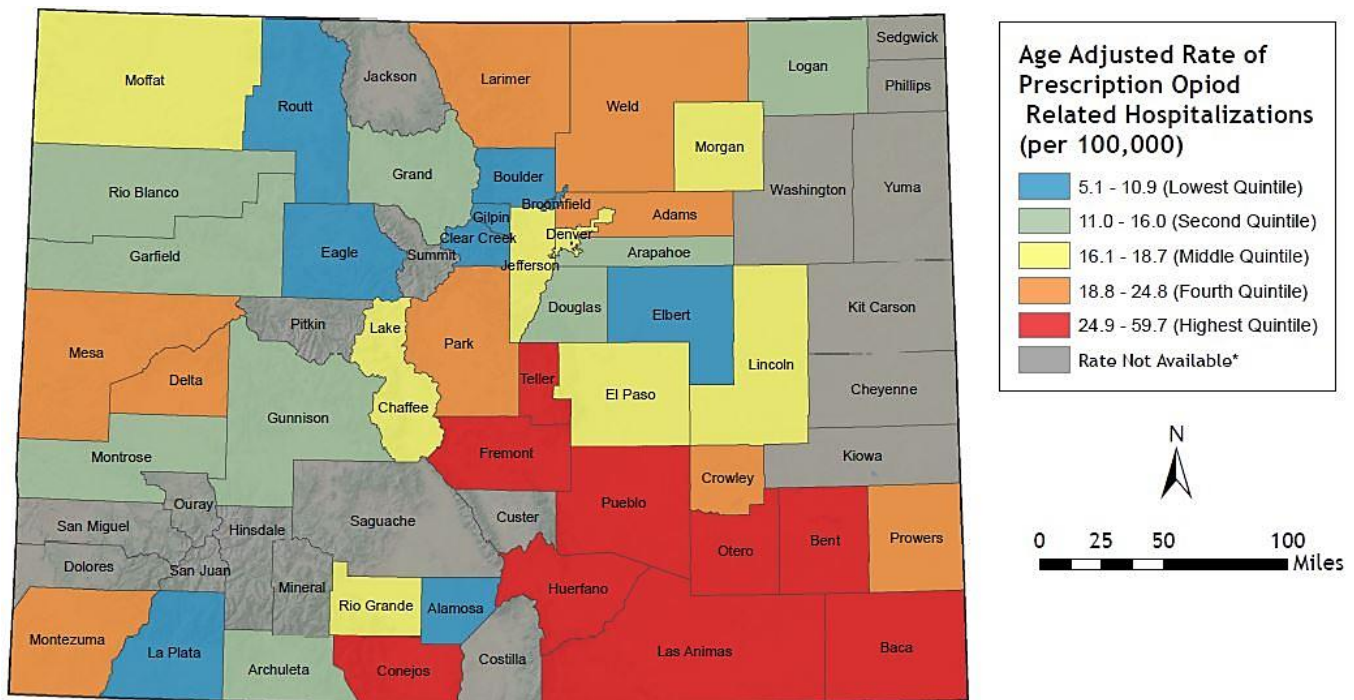 Sedgwick
Logan
Jackson
Larimer
Moffat
Phillips
Routt
Weld
Morgan
Grand
Boulder
Rio Blanco
Washington
Yuma
Broomfield
Gilpin
Adams
Denver
Clear Creek
Eagle
Summit
Arapahoe
Garfield
Jefferson
Douglas
Kit Carson
Elbert
Pitkin
Lake
Park
Mesa
Lincoln
Delta
Teller
Cheyenne
El Paso
Chaffee
Gunnison
Fremont
Montrose
Kiowa
Crowley
Ouray
Pueblo
Custer
San Miguel
Hinsdale
Saguache
Prowers
Otero
Bent
Dolores
San Juan
Mineral
Huerfano
Rio Grande
Alamosa
Montezuma
La Plata
Baca
Las Animas
Costilla
Archuleta
Conejos
Age Adjusted Rate of
Prescription Opiod
Related Hospitalizations
(per 100,000)
5.1 - 10.9 (Lowest Quintile)
11.0 - 16.0 (Second Quintile)
16.1 - 18.7 (Middle Quintile)
18.8 - 24.8 (Fourth Quintile)
24.9 - 59.7 (Highest Quintile)
Rate Not Available*
N
0 25 50 100
Miles